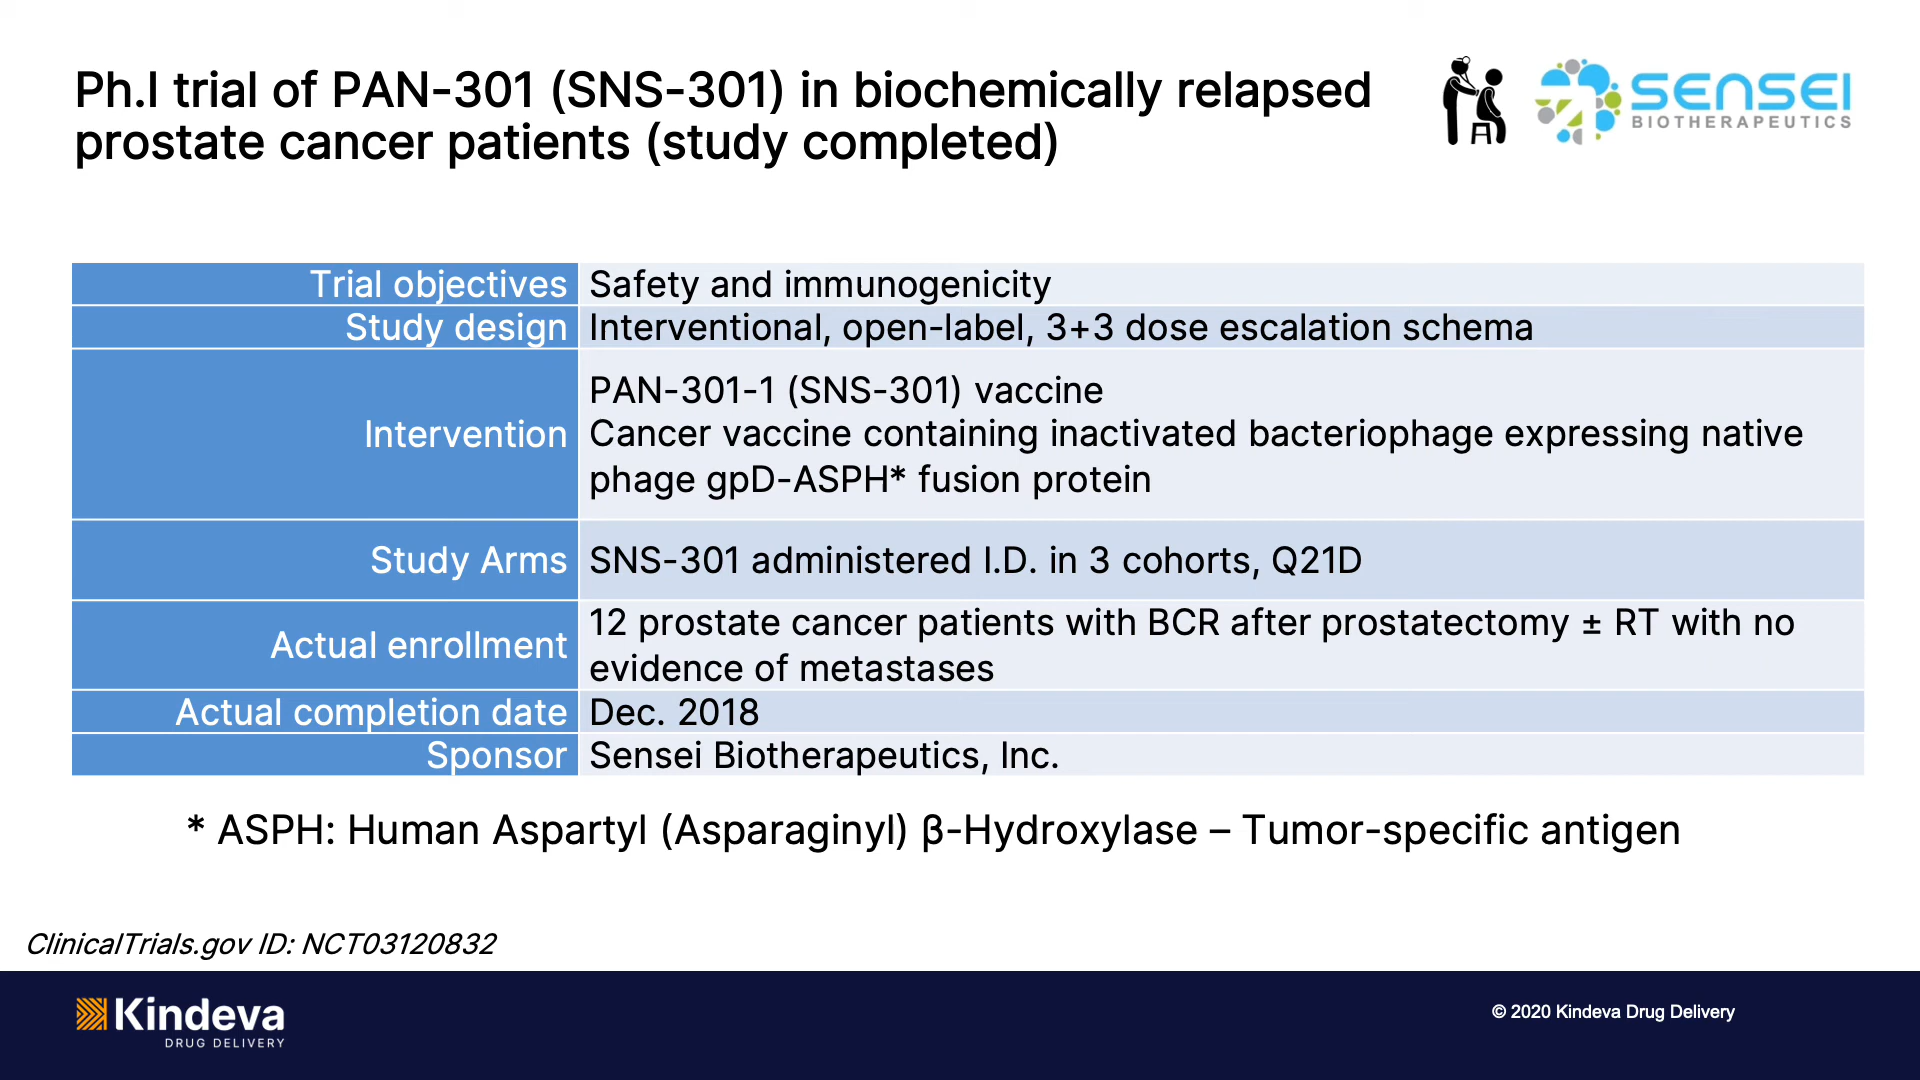 Ph.I trial of PAN-301 (SNS-301) in biochemically relapsed
prostate cancer patients (study completed)
SENSEI
BIOTHERAPEUTICS
Trial objectives
Safety and immunogenicity
Study design
Interventional, open-label, 3+3 dose escalation schema
Intervention
PAN-301-1 (SNS-301) vaccine
Cancer vaccine containing inactivated bacteriophage expressing native
phage gpD-ASPH* fusion protein
Study Arms
SNS-301 administered I.D. in 3 cohorts, Q21D
Actual enrollment
12 prostate cancer patients with BCR after prostatectomy ± RT with no
evidence of metastases
Actual completion date
Dec. 2018
Sponsor
Sensei Biotherapeutics, Inc.
* ASPH: Human Aspartyl (Asparaginyl) β-Hydroxylase – Tumor-specific antigen
ClinicalTrials.gov ID: NCT03120832
Kindeva
DRUG DELIVERY
© 2020 Kindeva Drug Delivery